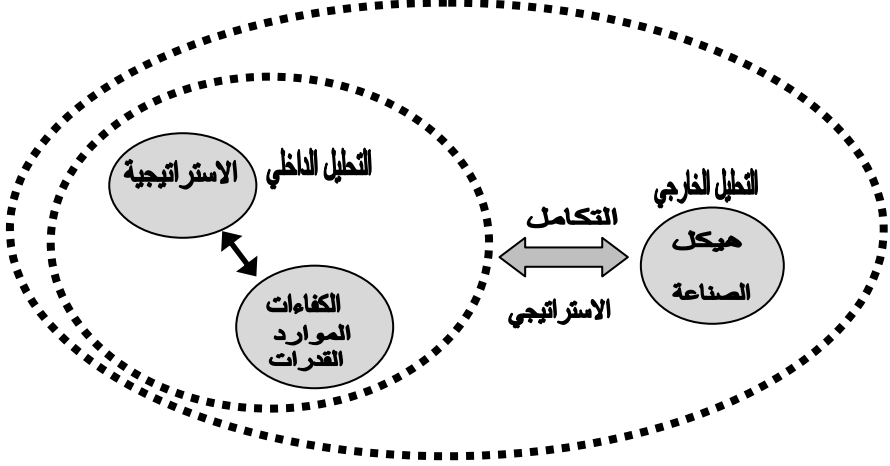 التحليل الخارجي
هيكل
الصناعة
التكامل
الاستراتيجي
التحليل الداخلي
الاستراتيجية
الكفاءات
الموارد
القدرات